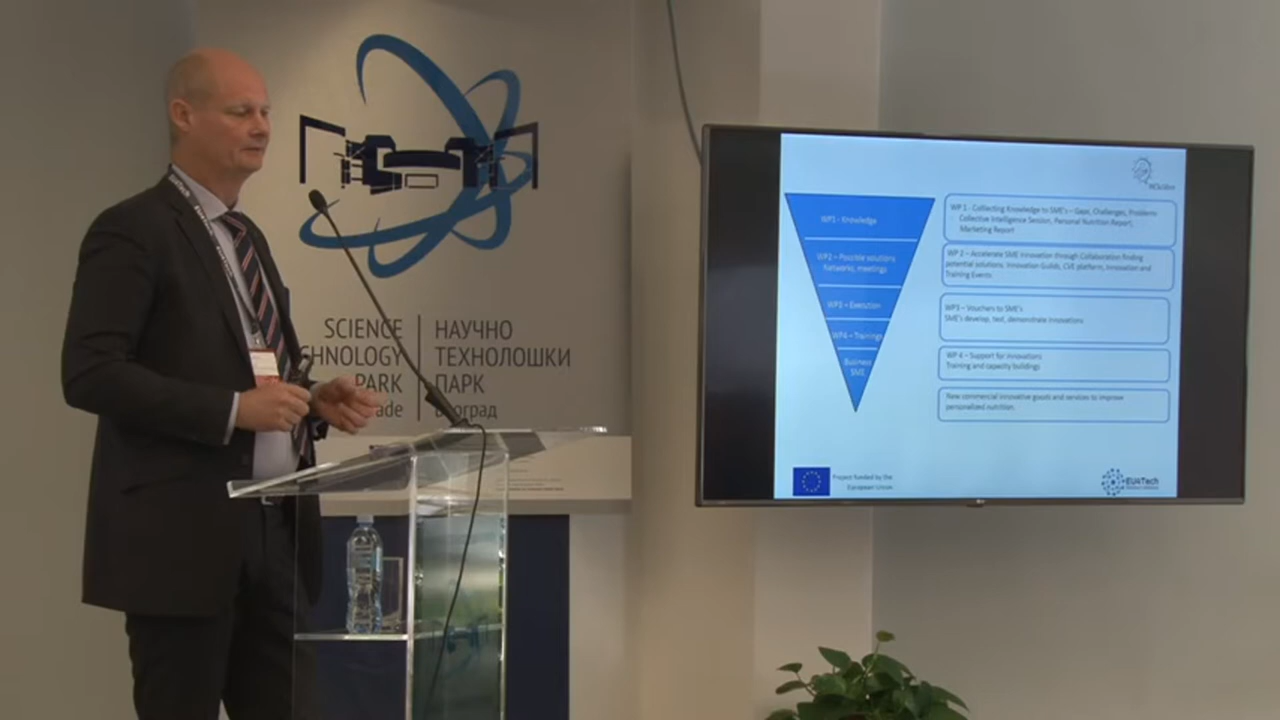 SCIENCE
CHNOLOGY
PARK
ade
НАУЧНО
ТЕХНОЛОШКИ
ПАРК
Београд
WP1 - Knowledge
WP2 – Possible solutions
Networks, meetings
WP3 – Execution
WP4 – Trainings
Business
SME
WP 1 - Colllecting Knowledge to SME's – Gaps, Challenges, Problems
Collective Intelligence Session, Personal Nutrition Report,
Marketing Report
WP 2 – Accelerate SME innovation through Collaboration finding
potential solutions, Innovation Guilds, CVE platform, Innovation and
Training Events
WP3 – Vouchers to SME's
SME's develop, test, demonstrate innovations
WP 4 – Support for innovations
Training and capacity buildings
New commercial innovative goods and services to improve
personalized nutrition
Project funded by the
European Union
EU4Tech